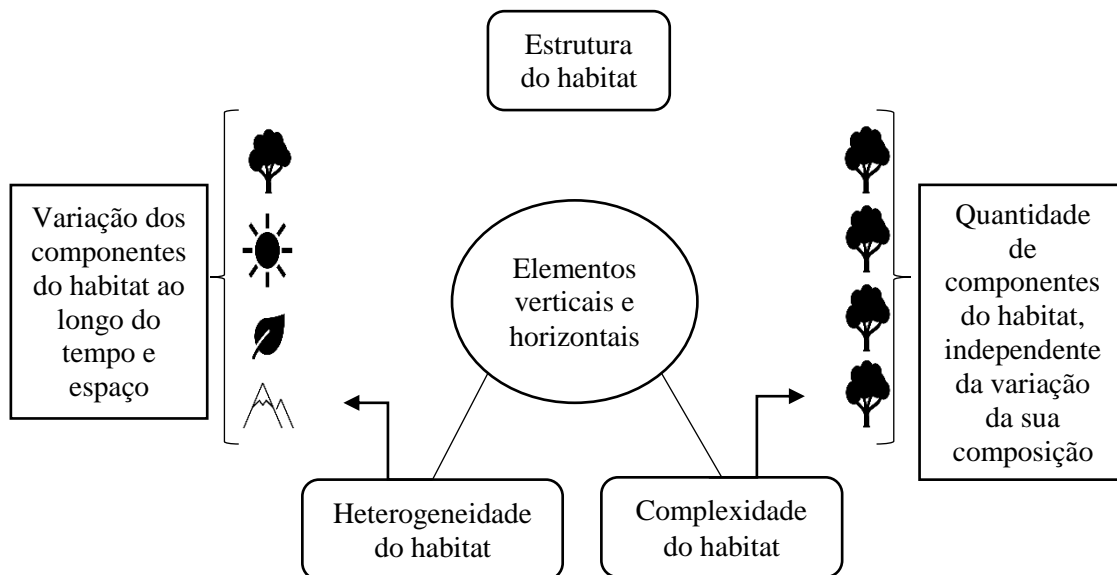 Estrutura
do habitat
Variação dos
componentes
do habitat ao
longo do
tempo e
espaço
Elementos
verticais e
horizontais
Quantidade
de
componentes
do habitat,
independente
da variação
da sua
composição
Heterogeneidade
do habitat
Complexidade
do habitat